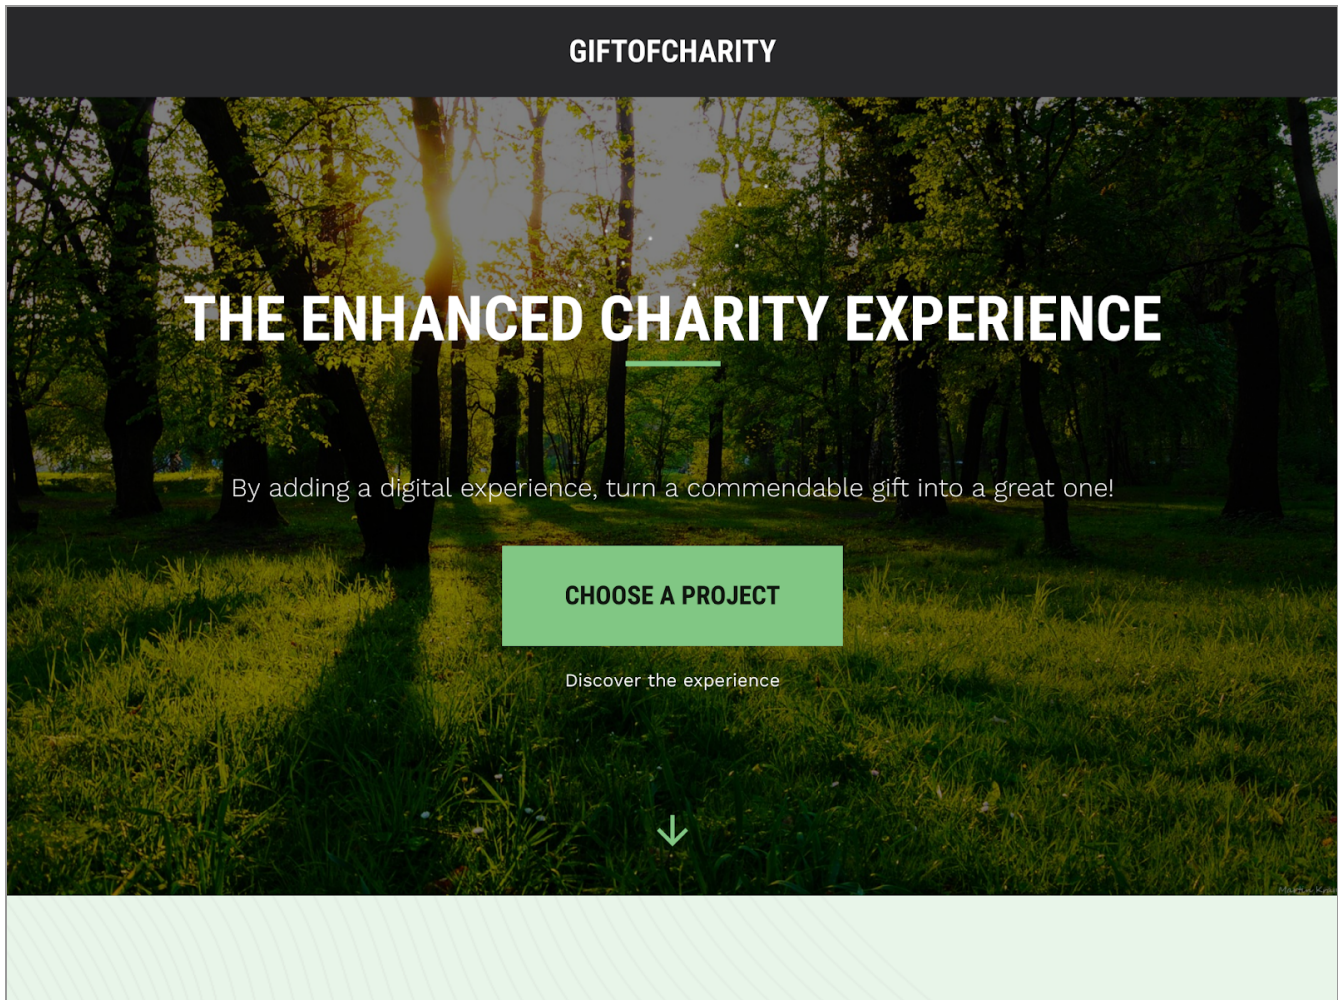 GIFTOFCHARITY
THE ENHANCED CHARITY EXPERIENCE
By adding a digital experience, turn a commendable gift into a great one!
CHOOSE A PROJECT
Discover the experience